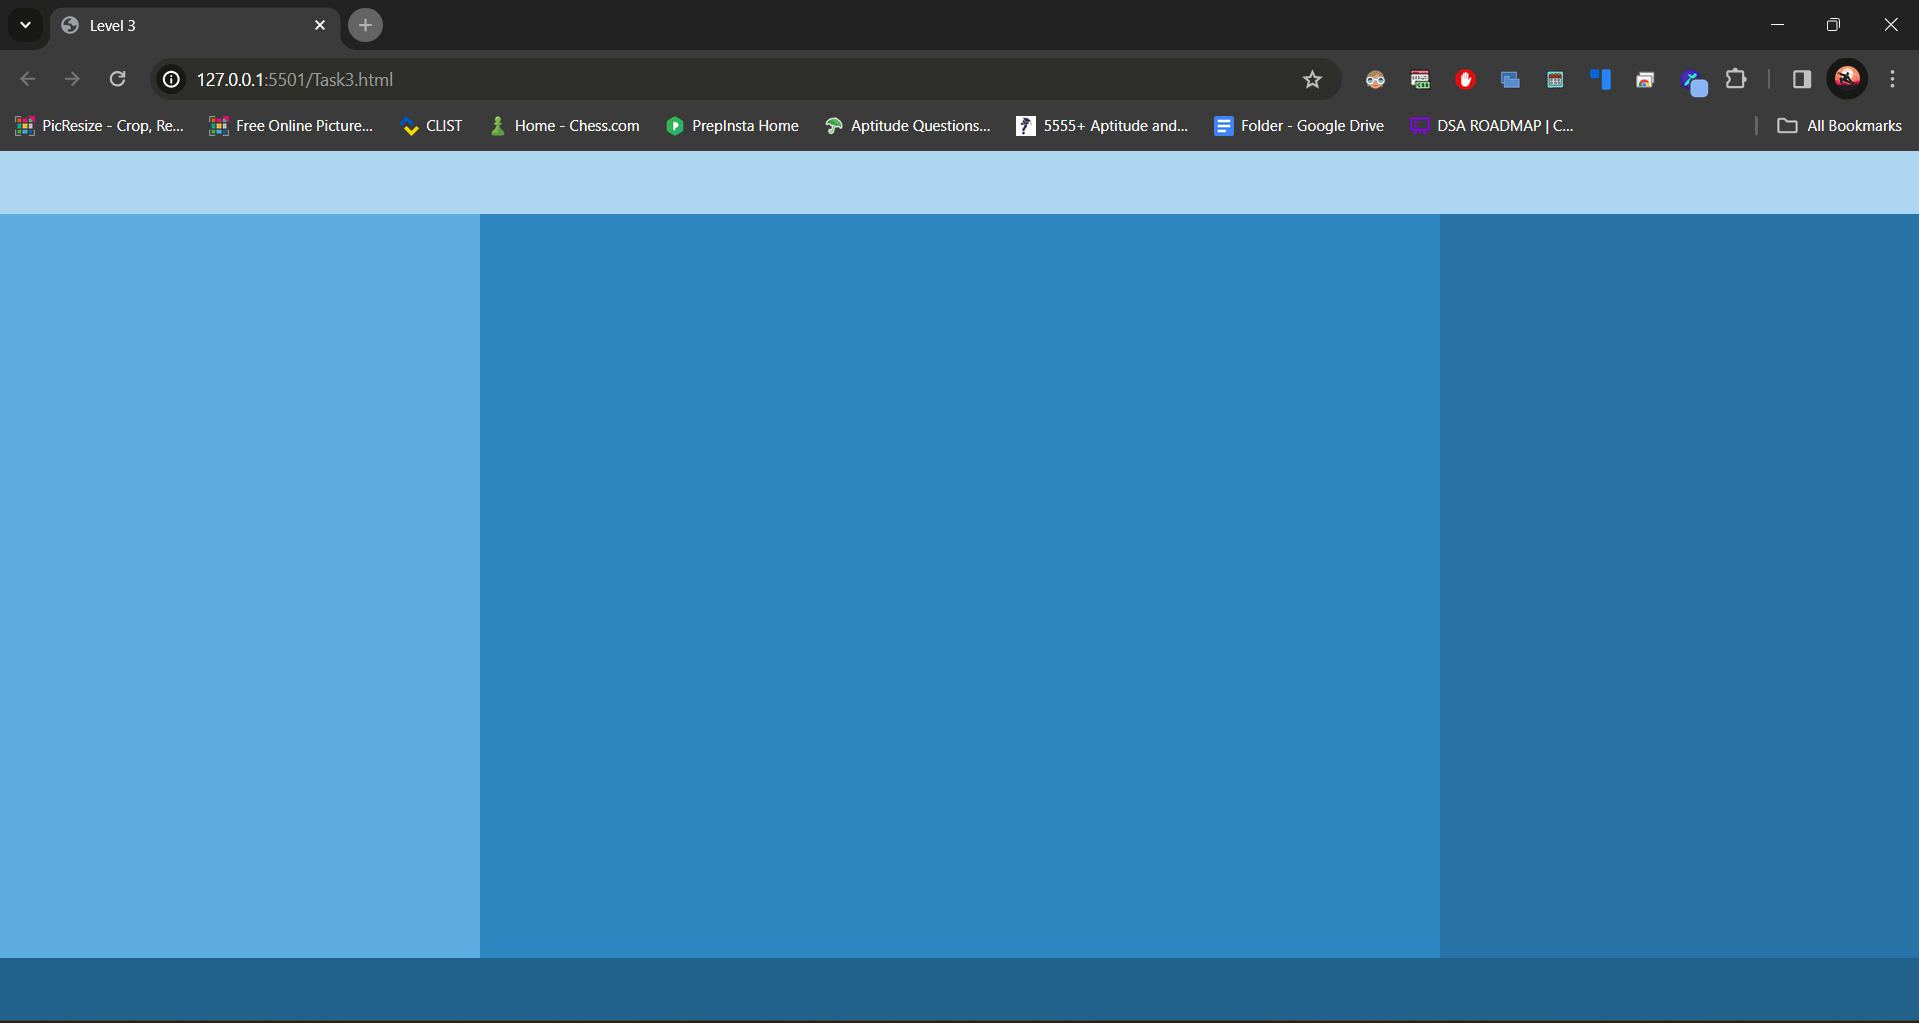 Level 3
127.0.0.1:5501/Task3.html
PicResize - Crop, Re... Free Online Picture... CLIST Home - Chess.com PrepInsta Home Aptitude Questions... 5555+ Aptitude and... Folder - Google Drive DSA ROADMAP | C... All Bookmarks